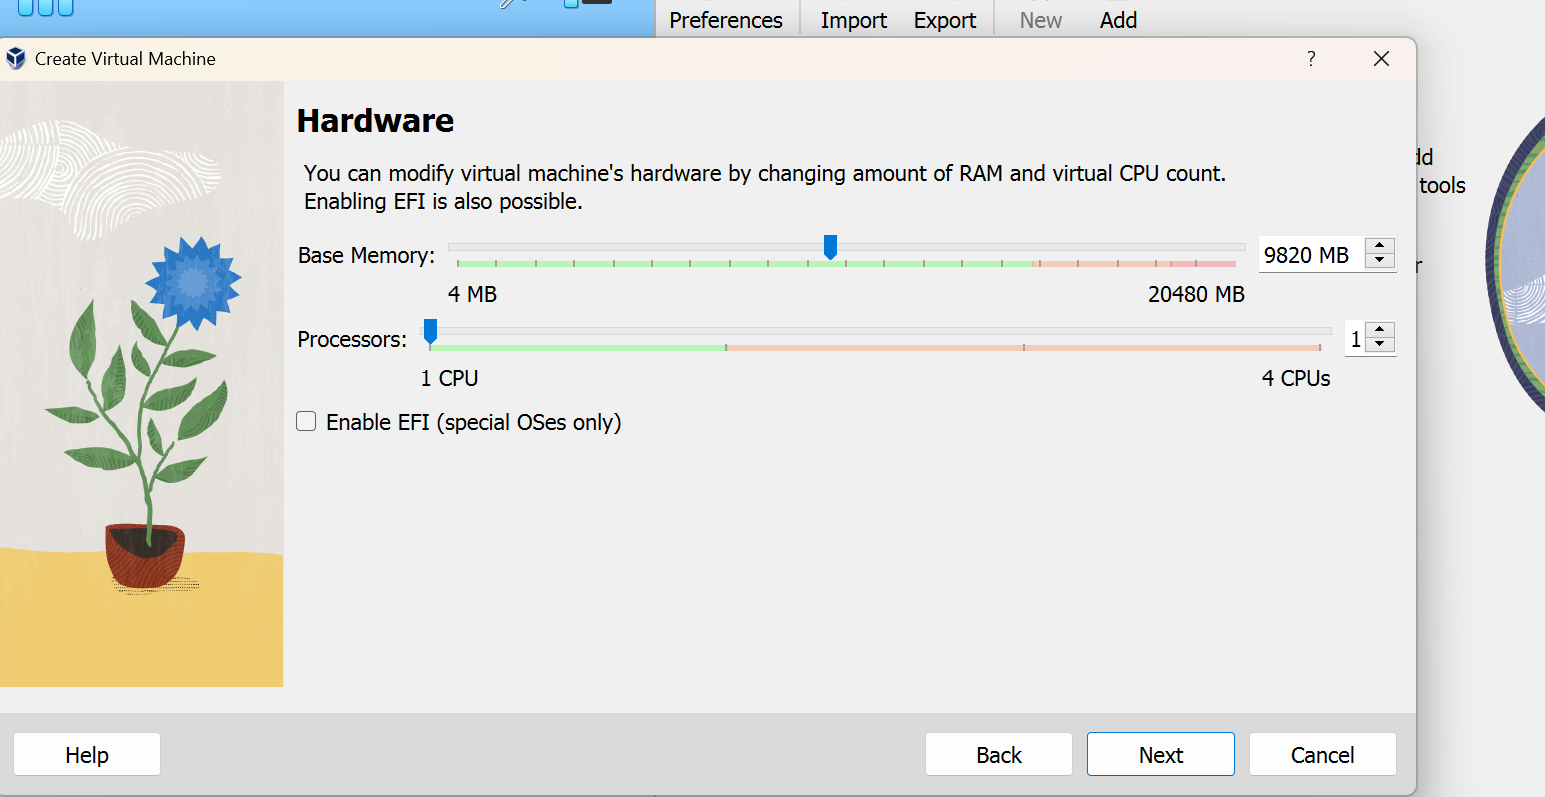 Preferences Import Export New Add
Create Virtual Machine ?
Hardware
You can modify virtual machine's hardware by changing amount of RAM and virtual CPU count.
Enabling EFI is also possible.
tools
Base Memory: 9820 MB
4 MB 20480 MB
Processors: 1
1 CPU 4 CPUs
Enable EFI (special OSes only)
Help Back Next Cancel